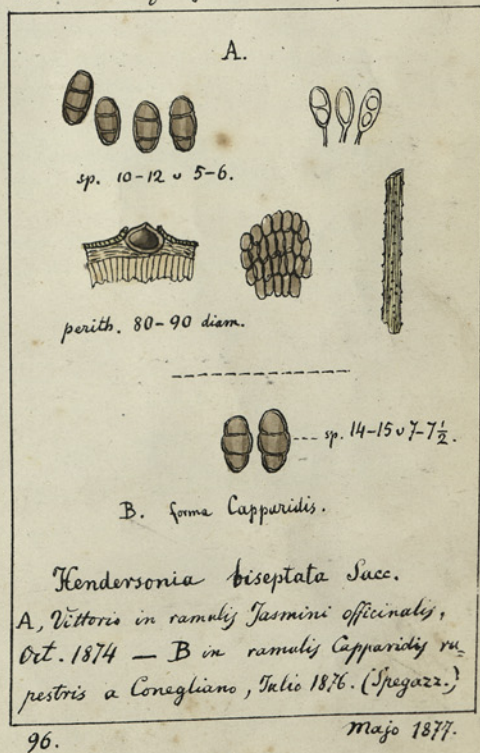 A.
sp. 10-12 ᴗ 5-6.
perith. 80-90 diam.
sp. 14-15 ᴗ 7-7½.
B. forma Capparidis.
Hendersonia biseptata Sacc.
A, Vittorio in ramulis Jasmini officinalis,
Oct. 1874 — B in ramulis Capparidis ru=
pestris a Conegliano, Julio 1876. (Spegazz.)
96.
Majo 1877.